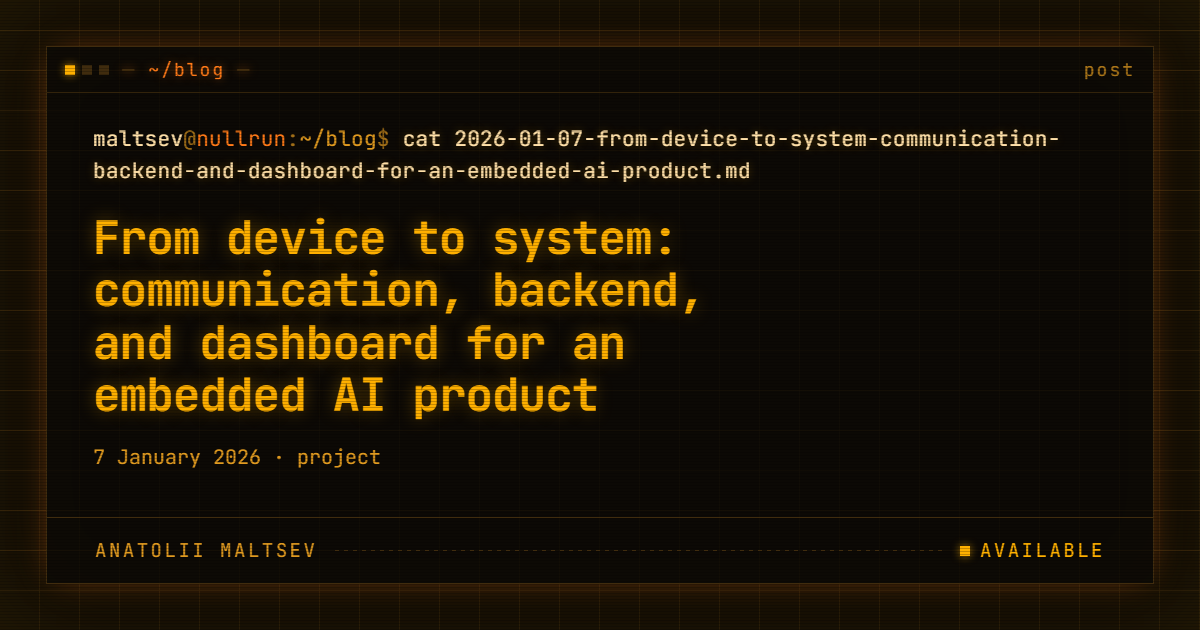 — ~/blog —
post
maltsev@nullrun:~/blog$ cat 2026-01-07-from-device-to-system-communication-
backend-and-dashboard-for-an-embedded-ai-product.md
From device to system:
communication, backend,
and dashboard for an
embedded AI product
7 January 2026 · project
ANATOLII MALTSEV
AVAILABLE